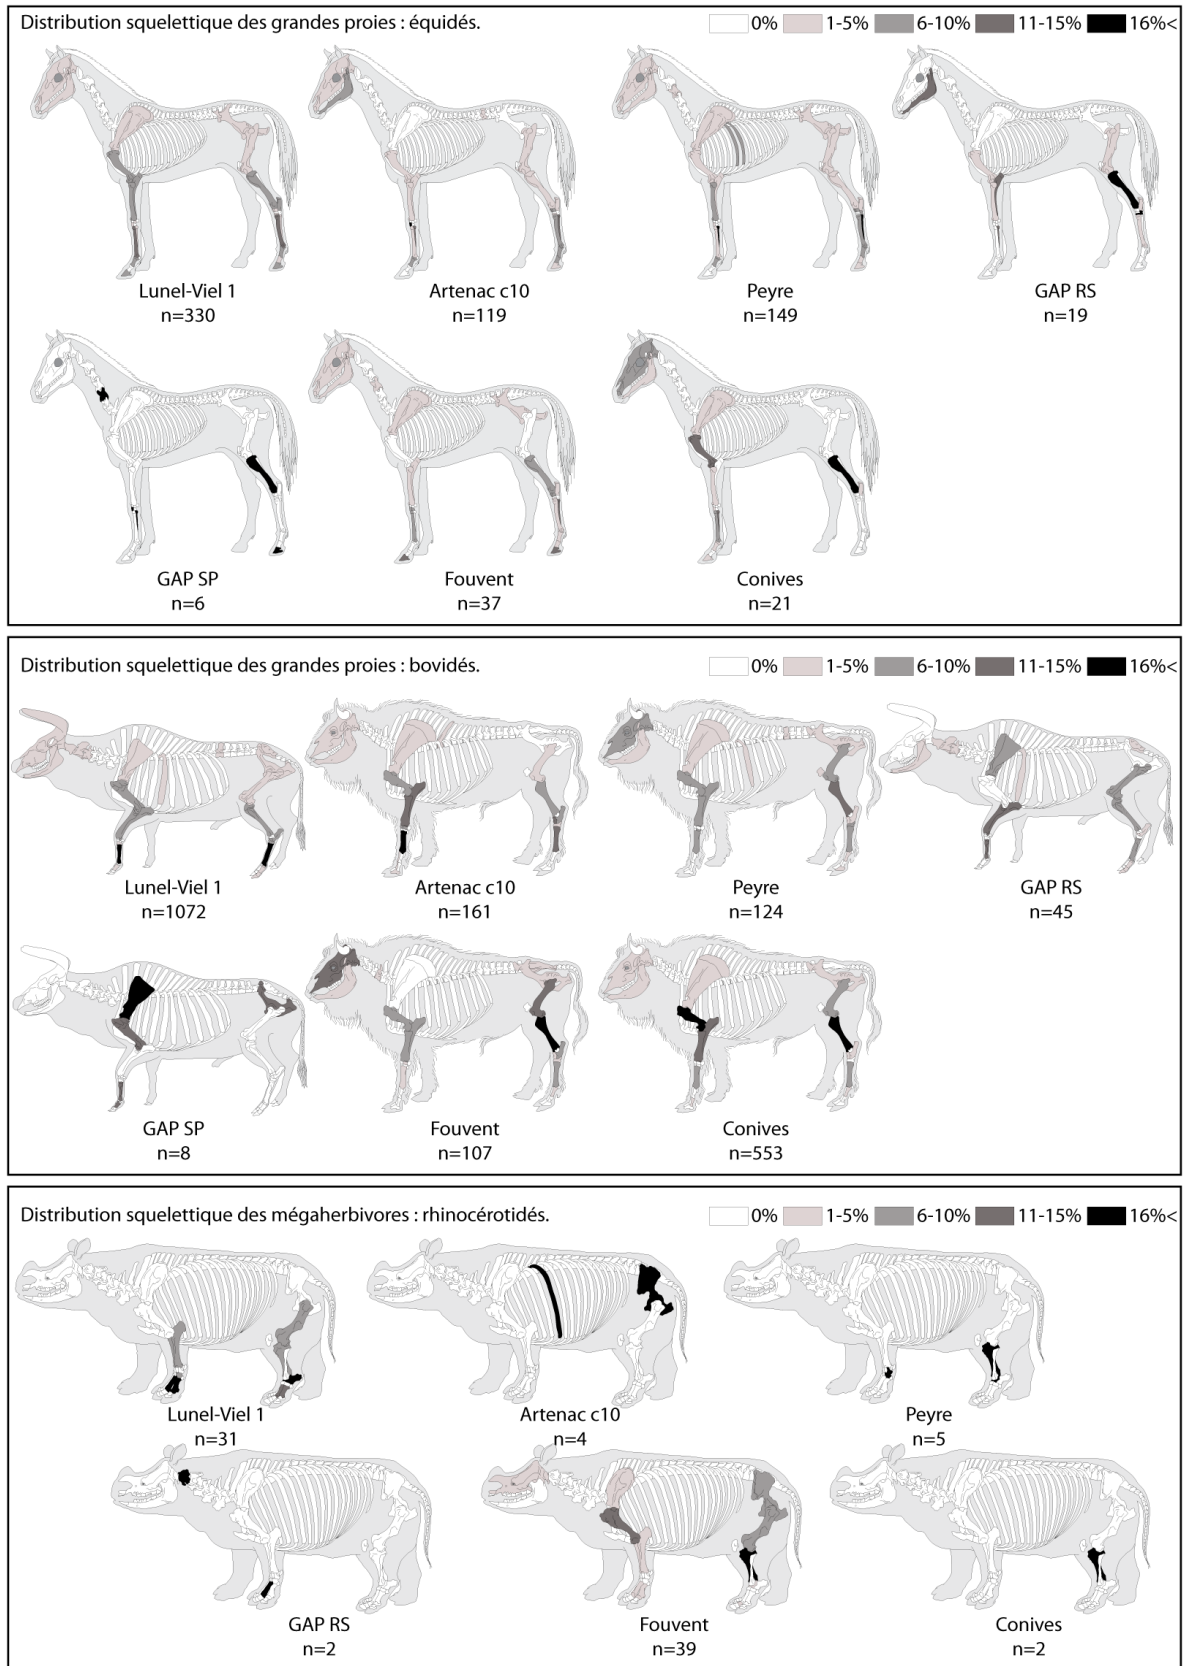 Distribution squelettique des grandes proies : équidés.
0% 1-5% 6-10% 11-15% 16%<
Lunel-Viel 1
n=330
Artenac c10
n=119
Peyre
n=149
GAP RS
n=19
GAP SP
n=6
Fouvent
n=37
Conives
n=21
Distribution squelettique des grandes proies : bovidés.
0% 1-5% 6-10% 11-15% 16%<
Lunel-Viel 1
n=1072
Artenac c10
n=161
Peyre
n=124
GAP RS
n=45
GAP SP
n=8
Fouvent
n=107
Conives
n=553
Distribution squelettique des mégaherbivores : rhinocérotidés.
0% 1-5% 6-10% 11-15% 16%<
Lunel-Viel 1
n=31
Artenac c10
n=4
Peyre
n=5
GAP RS
n=2
Fouvent
n=39
Conives
n=2